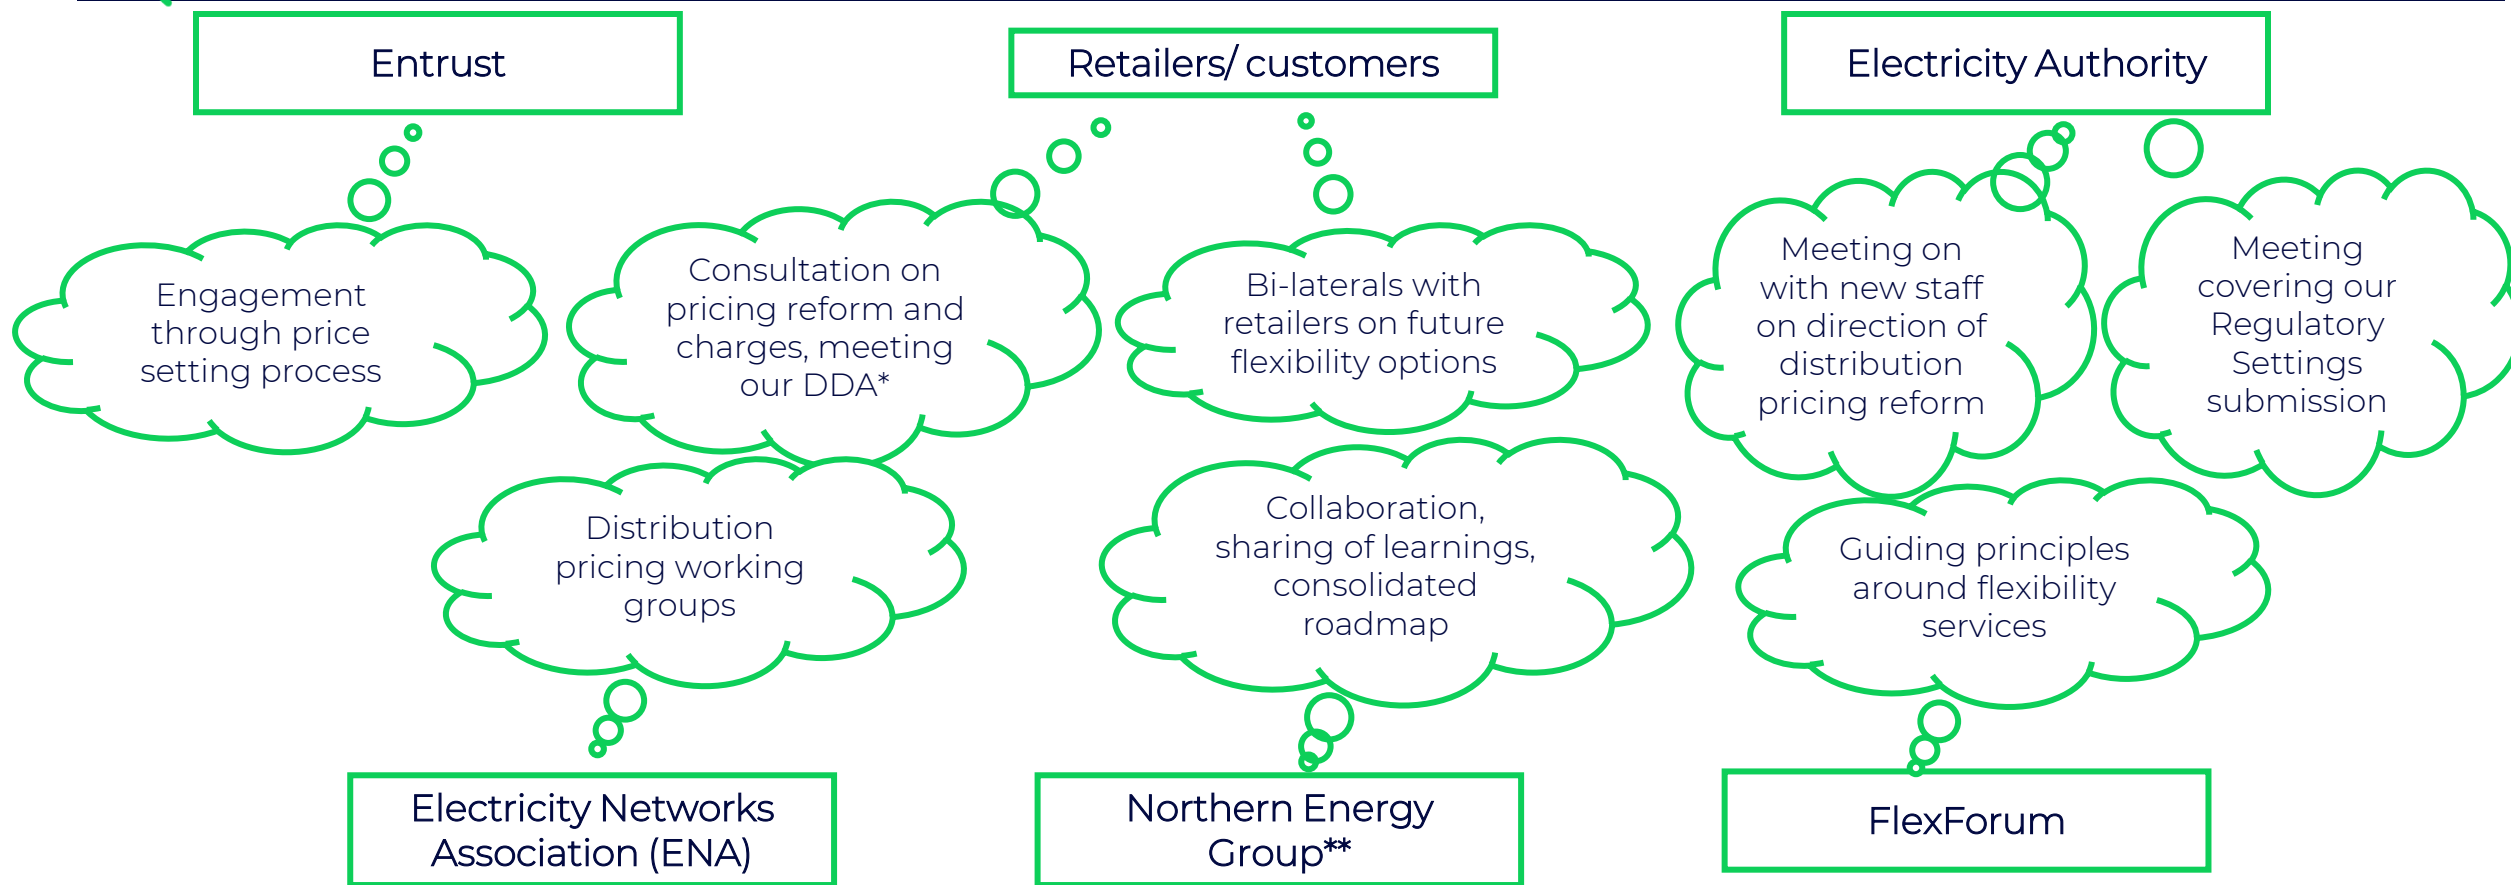 Entrust
Retailers/ customers
Electricity Authority
Engagement
through price
setting process
Consultation on
pricing reform and
charges, meeting
our DDA*
Bi-laterals with
retailers on future
flexibility options
Meeting on
with new staff
on direction of
distribution
pricing reform
Meeting
covering our
Regulatory
Settings
submission
Distribution
pricing working
groups
Collaboration,
sharing of learnings,
consolidated
roadmap
Guiding principles
around flexibility
services
Electricity Networks
Association (ENA)
Northern Energy
Group**
FlexForum